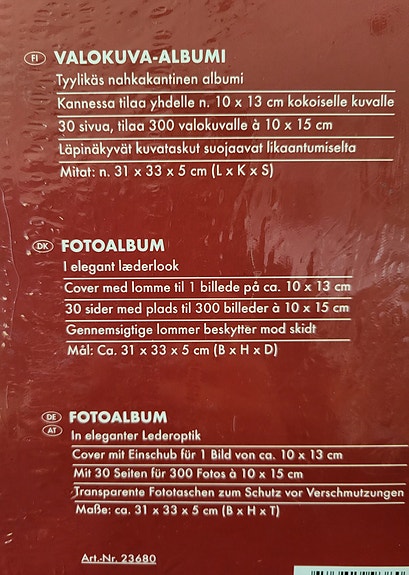 FI VALOKUVA-ALBUMI
Tyylikäs nahkakantinen albumi
Kannessa tilaa yhdelle n. 10 x 13 cm kokoiselle kuvalle
30 sivua, tilaa 300 valokuvalle à 10 x 15 cm
Läpinäkyvät kuvataskut suojaavat likaantumiselta
Mitat: n. 31 x 33 x 5 cm (L x K x S)
DK FOTOALBUM
I elegant læderlook
Cover med lomme til 1 billede på ca. 10 x 13 cm
30 sider med plads til 300 billeder à 10 x 15 cm
Gennemsigtige lommer beskytter mod skidt
Mål: Ca. 31 x 33 x 5 cm (B x H x D)
DE FOTOALBUM
AT In eleganter Lederoptik
Cover mit Einschub für 1 Bild von ca. 10 x 13 cm
Mit 30 Seiten für 300 Fotos à 10 x 15 cm
Transparente Fototaschen zum Schutz vor Verschmutzungen
Maße: ca. 31 x 33 x 5 cm (B x H x T)
Art.-Nr. 23680